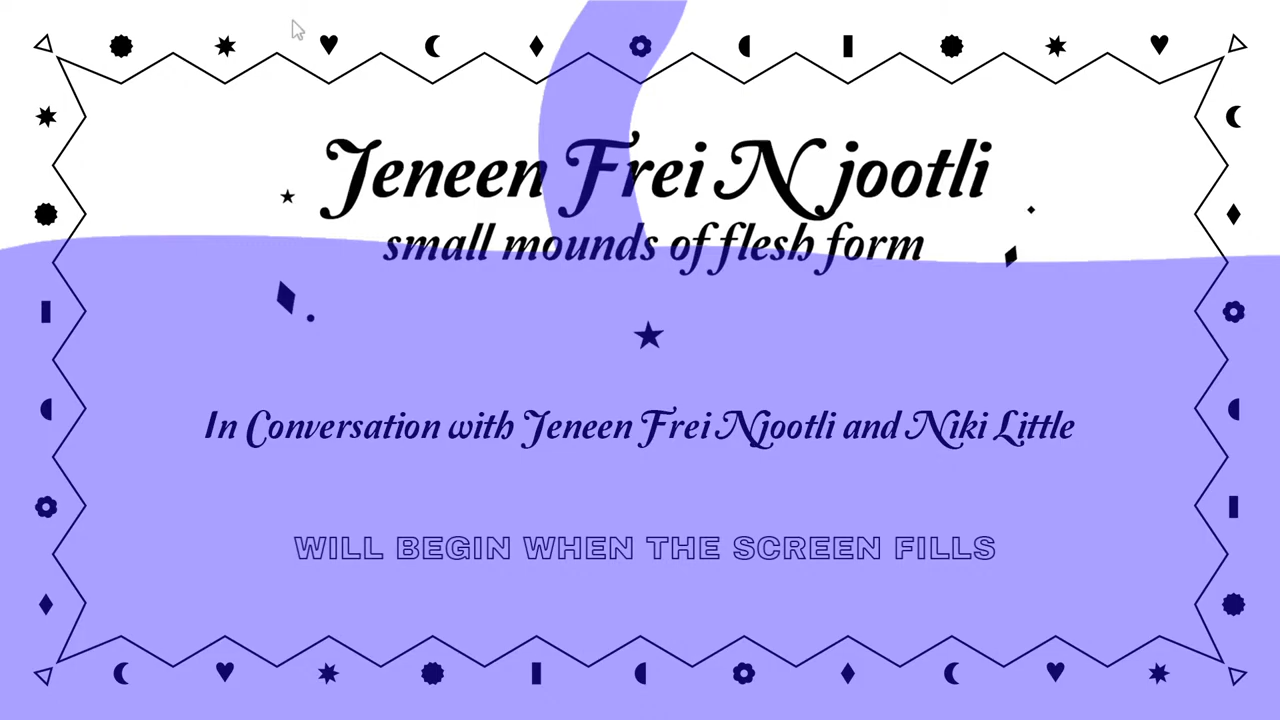 Jeneen Frei Njootli
small mounds of flesh form
In Conversation with Jeneen Frei Njootli and Niki Little
WILL BEGIN WHEN THE SCREEN FILLS